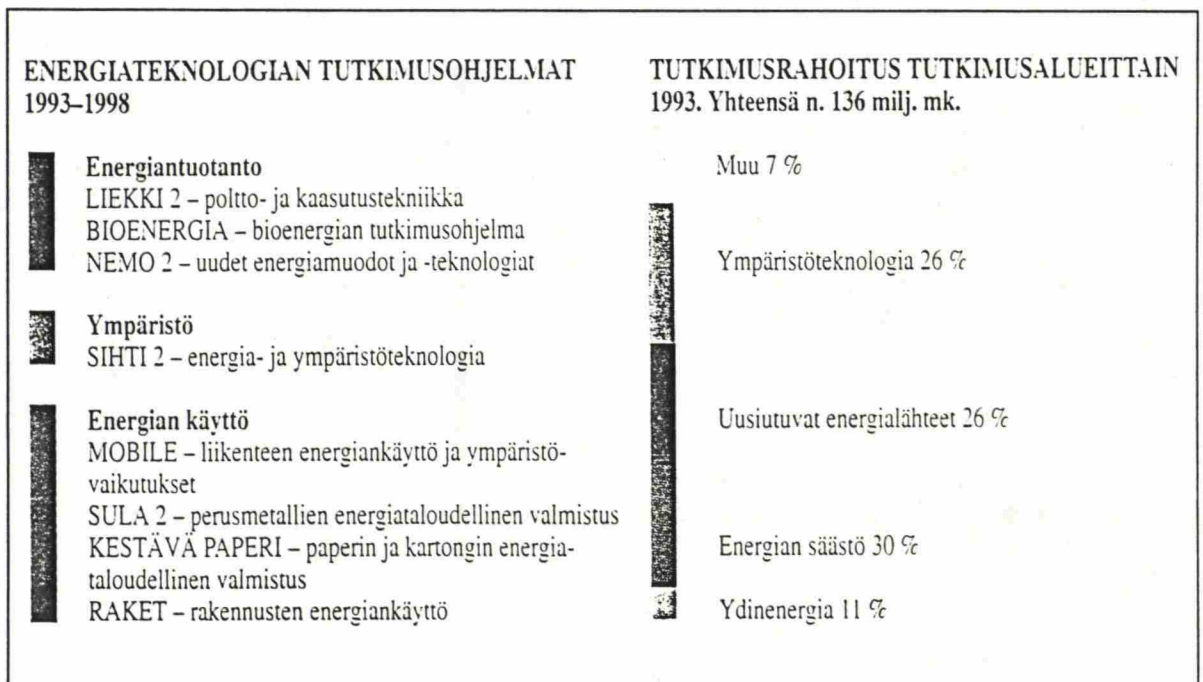 ENERGIATEKNOLOGIAN TUTKIMUSOHJELMAT
1993–1998
Energiantuotanto
LIEKKI 2 – poltto- ja kaasutustekniikka
BIOENERGIA – bioenergian tutkimusohjelma
NEMO 2 – uudet energiamuodot ja -teknologiat
Ympäristö
SIHTI 2 – energia- ja ympäristöteknologia
Energian käyttö
MOBILE – liikenteen energiankäyttö ja ympäristö-
vaikutukset
SULA 2 – perusmetallien energiataloudellinen valmistus
KESTÄVÄ PAPERI – paperin ja kartongin energia-
taloudellinen valmistus
RAKET – rakennusten energiankäyttö
TUTKIMUSRAHOITUS TUTKIMUSALUEITTAIN
1993. Yhteensä n. 136 milj. mk.
Muu 7 %
Ympäristöteknologia 26 %
Uusiutuvat energialähteet 26 %
Energian säästö 30 %
Ydinenergia 11 %